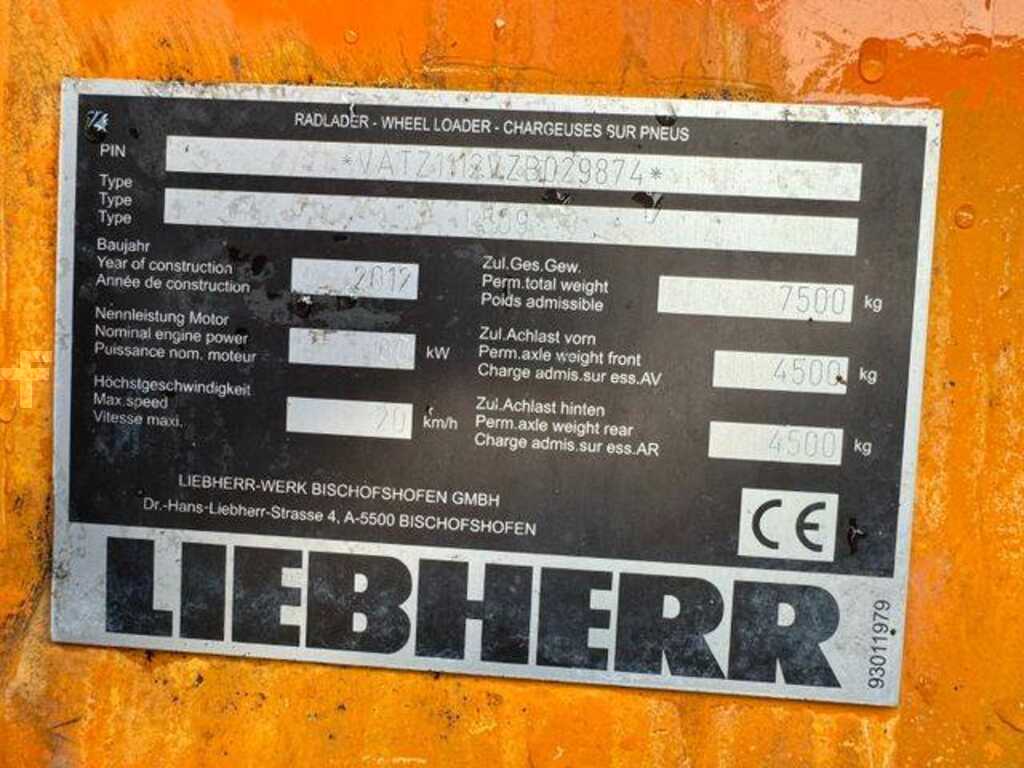 RADLADER - WHEEL LOADER - CHARGEUSES SUR PNEUS
PIN *VATZ1112VZB029874*
Type
Type
Type
Baujahr
Year of construction 2012
Année de construction
Nennleistung Motor
Nominal engine power kW
Puissance nom. moteur
Höchstgeschwindigkeit
Max.speed 20 km/h
Vitesse maxi.
Zul.Ges.Gew.
Perm.total weight 7500 kg
Poids admissible
Zul.Achlast vorn
Perm.axle weight front 4500 kg
Charge admis.sur ess.AV
Zul.Achlast hinten
Perm.axle weight rear 4500 kg
Charge admis.sur ess.AR
LIEBHERR-WERK BISCHOFSHOFEN GMBH
Dr.-Hans-Liebherr-Strasse 4, A-5500 BISCHOFSHOFEN
CE
LIEBHERR
93011979